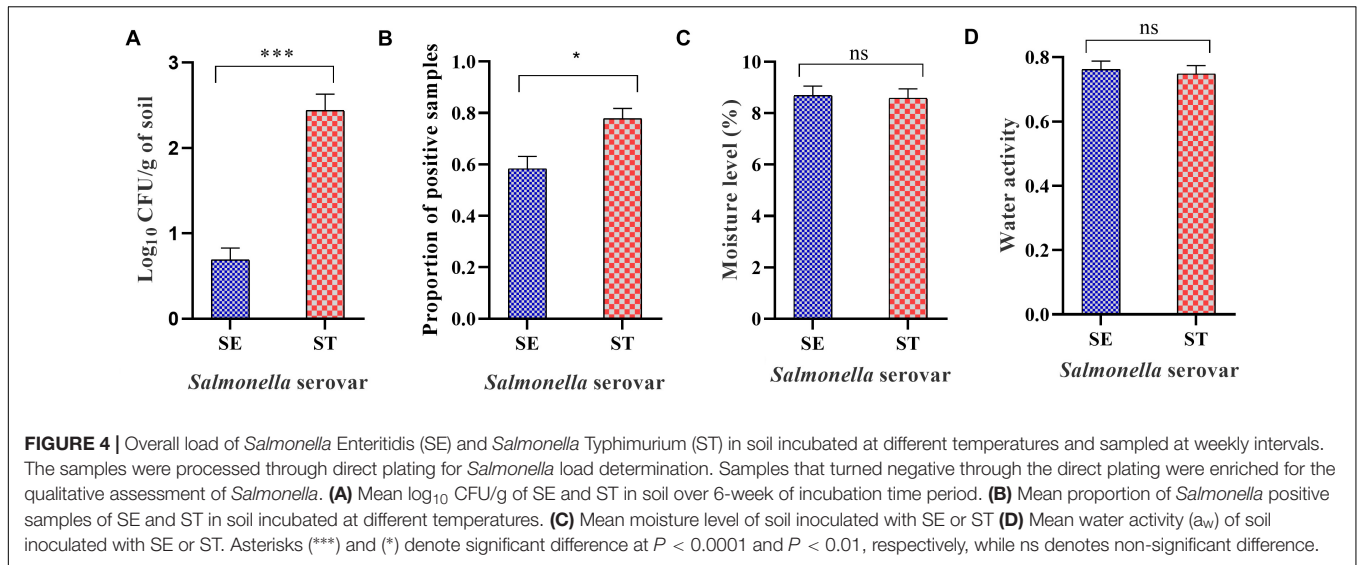 A
***
3
2
1
0
Log10 CFU/g of soil
SE ST
Salmonella serovar
B
*
1.0
0.8
0.6
0.4
0.2
0.0
Proportion of positive samples
SE ST
Salmonella serovar
C
ns
10
8
6
4
2
0
Moisture level (%)
SE ST
Salmonella serovar
D
ns
0.8
0.6
0.4
0.2
0.0
Water activity
SE ST
Salmonella serovar
FIGURE 4 | Overall load of Salmonella Enteritidis (SE) and Salmonella Typhimurium (ST) in soil incubated at different temperatures and sampled at weekly intervals.
The samples were processed through direct plating for Salmonella load determination. Samples that turned negative through the direct plating were enriched for the
qualitative assessment of Salmonella. (A) Mean log10 CFU/g of SE and ST in soil over 6-week of incubation time period. (B) Mean proportion of Salmonella positive
samples of SE and ST in soil incubated at different temperatures. (C) Mean moisture level of soil inoculated with SE or ST (D) Mean water activity (aw) of soil
inoculated with SE or ST. Asterisks (***) and (*) denote significant difference at P < 0.0001 and P < 0.01, respectively, while ns denotes non-significant difference.